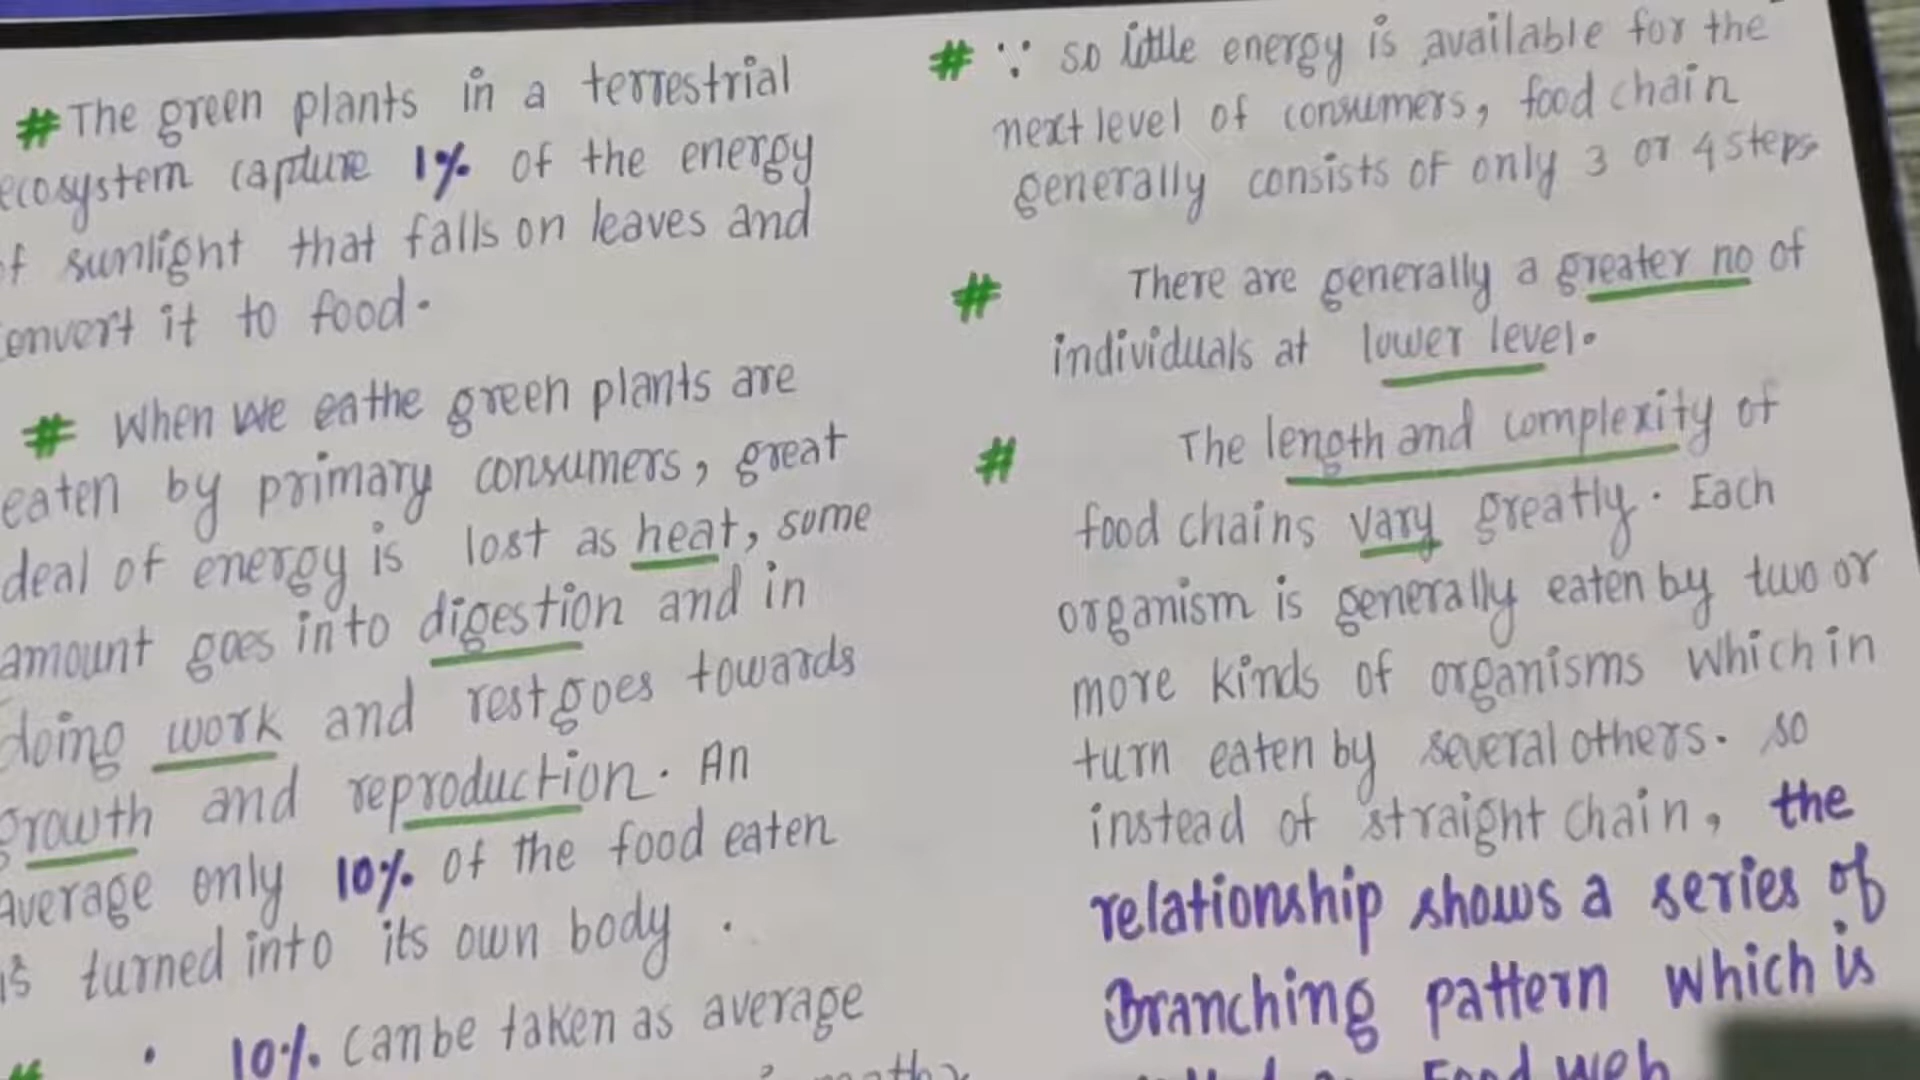 # The green plants in a terrestrial
ecosystem capture 1% of the energy
of sunlight that falls on leaves and
convert it to food.
# When we eathe green plants are
eaten by primary consumers, great
deal of energy is lost as heat, some
amount goes into digestion and in
doing work and rest goes towards
growth and reproduction. An
average only 10% of the food eaten
is turned into its own body.
# . 10% can be taken as average
# ∵ so little energy is available for the
next level of consumers, food chain
generally consists of only 3 or 4 steps
# There are generally a greater no of
individuals at lower level.
# The length and complexity of
food chains vary greatly. Each
organism is generally eaten by two or
more kinds of organisms which in
turn eaten by several others. so
instead of straight chain, the
relationship shows a series of
Branching pattern which is
Food web